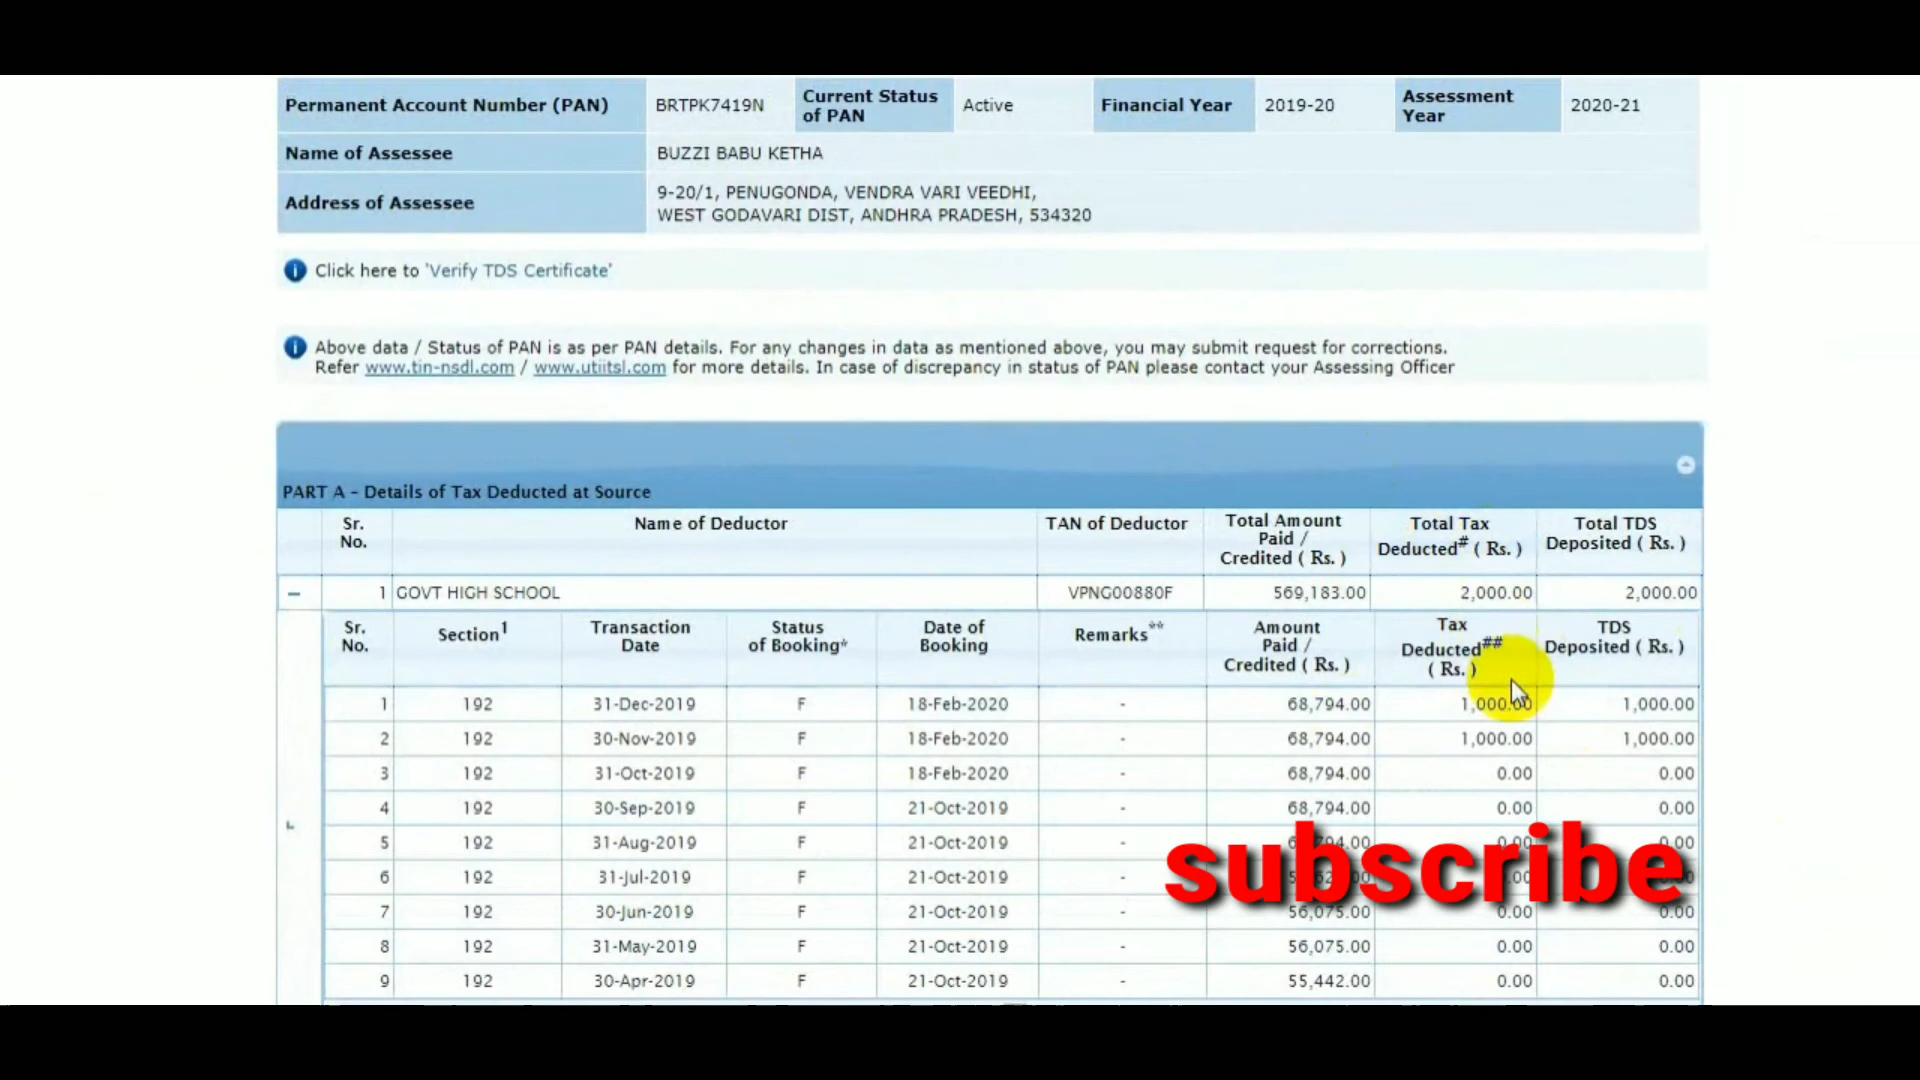 Permanent Account Number (PAN) BRTPK7419N Current Status of PAN Active Financial Year 2019-20 Assessment Year 2020-21
Name of Assessee BUZZI BABU KETHA
Address of Assessee 9-20/1, PENUGONDA, VENDRA VARI VEEDHI,
WEST GODAVARI DIST, ANDHRA PRADESH, 534320
Click here to 'Verify TDS Certificate'
Above data / Status of PAN is as per PAN details. For any changes in data as mentioned above, you may submit request for corrections.
Refer www.tin-nsdl.com / www.utiitsl.com for more details. In case of discrepancy in status of PAN please contact your Assessing Officer
PART A - Details of Tax Deducted at Source
Sr. No. Name of Deductor TAN of Deductor Total Amount Paid / Credited ( Rs. ) Total Tax Deducted# ( Rs. ) Total TDS Deposited ( Rs. )
1 GOVT HIGH SCHOOL VPNG00880F 569,183.00 2,000.00 2,000.00
Sr. No. Section1 Transaction Date Status of Booking* Date of Booking Remarks** Amount Paid / Credited ( Rs. ) Tax Deducted## ( Rs. ) TDS Deposited ( Rs. )
1 192 31-Dec-2019 F 18-Feb-2020 - 68,794.00 1,000.00 1,000.00
2 192 30-Nov-2019 F 18-Feb-2020 - 68,794.00 1,000.00 1,000.00
3 192 31-Oct-2019 F 18-Feb-2020 - 68,794.00 0.00 0.00
4 192 30-Sep-2019 F 21-Oct-2019 - 68,794.00 0.00 0.00
5 192 31-Aug-2019 F 21-Oct-2019 -
6 192 31-Jul-2019 F 21-Oct-2019 -
subscribe
7 192 30-Jun-2019 F 21-Oct-2019 - 56,075.00 0.00 0.00
8 192 31-May-2019 F 21-Oct-2019 - 56,075.00 0.00 0.00
9 192 30-Apr-2019 F 21-Oct-2019 - 55,442.00 0.00 0.00